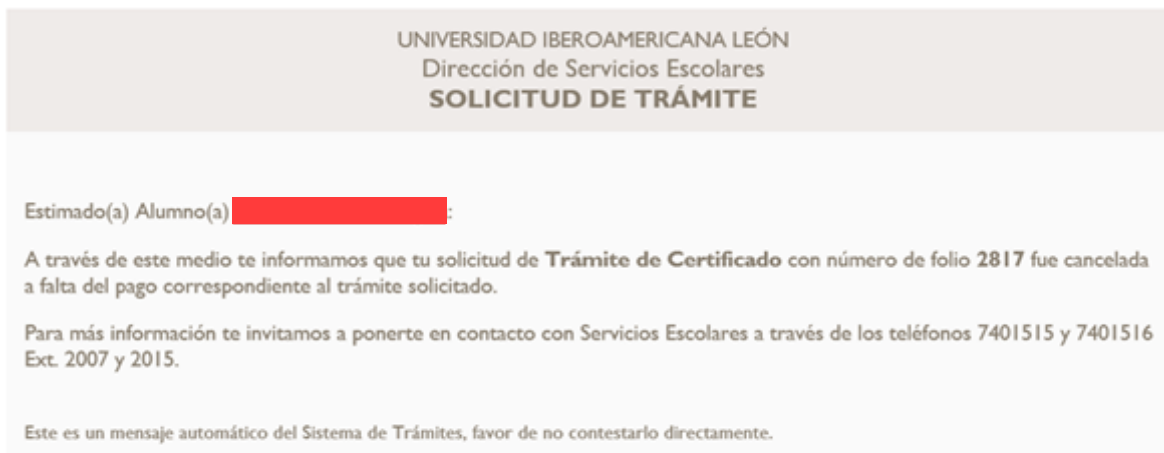 UNIVERSIDAD IBEROAMERICANA LEÓN
Dirección de Servicios Escolares
SOLICITUD DE TRÁMITE
Estimado(a) Alumno(a) :
A través de este medio te informamos que tu solicitud de Trámite de Certificado con número de folio 2817 fue cancelada
a falta del pago correspondiente al trámite solicitado.
Para más información te invitamos a ponerte en contacto con Servicios Escolares a través de los teléfonos 7401515 y 7401516
Ext. 2007 y 2015.
Este es un mensaje automático del Sistema de Trámites, favor de no contestarlo directamente.